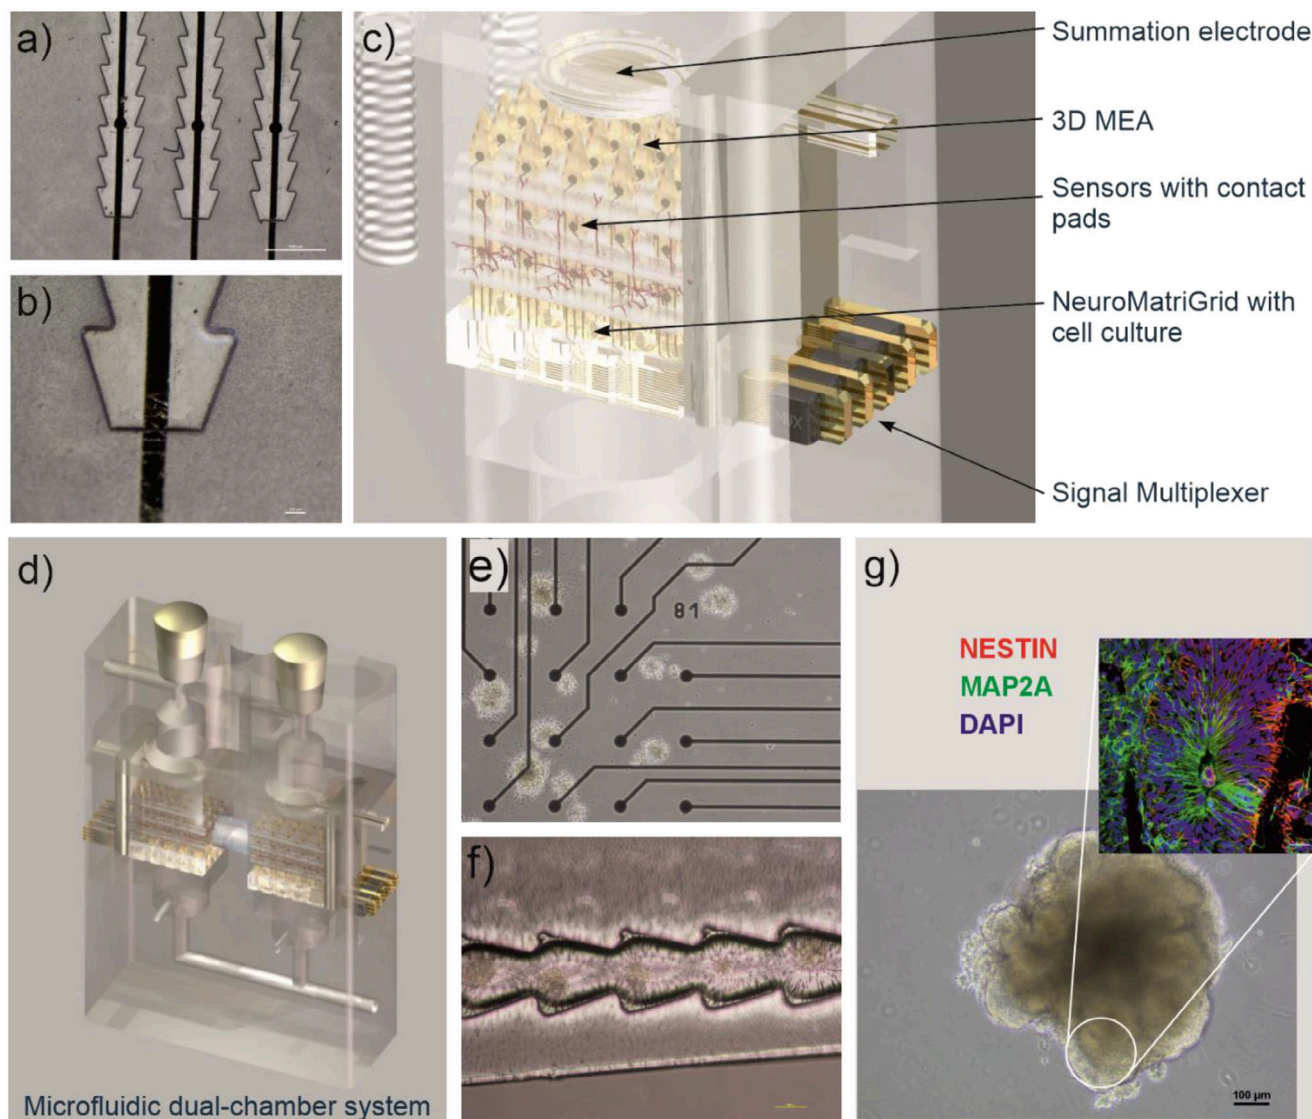 a)
b)
c)
Summation electrode
3D MEA
Sensors with contact
pads
NeuroMatriGrid with
cell culture
Signal Multiplexer
MUX
d)
Microfluidic dual-chamber system
e)
81
f)
g)
NESTIN
MAP2A
DAPI
100 µm